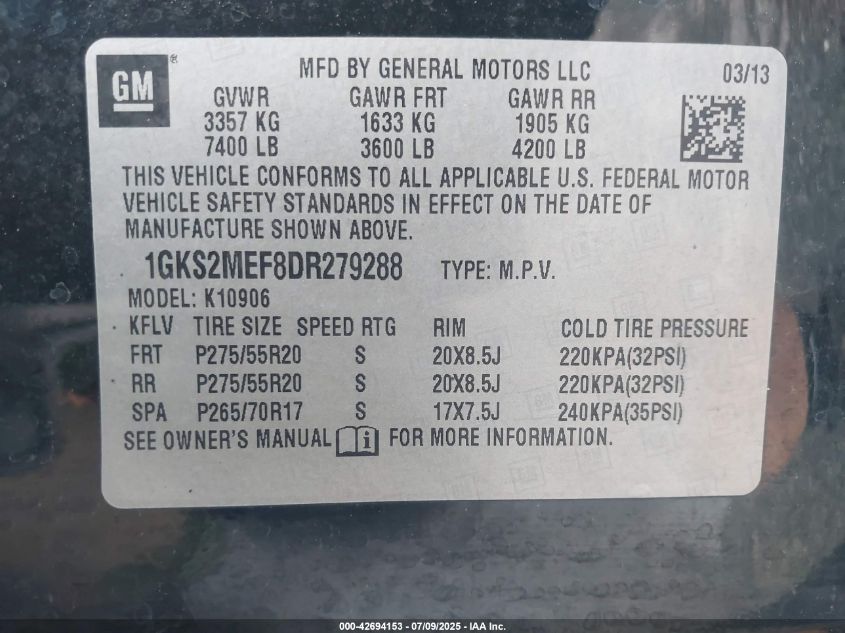 GM ®
MFD BY GENERAL MOTORS LLC 03/13
GVWR GAWR FRT GAWR RR
3357 KG 1633 KG 1905 KG
7400 LB 3600 LB 4200 LB
THIS VEHICLE CONFORMS TO ALL APPLICABLE U.S. FEDERAL MOTOR
VEHICLE SAFETY STANDARDS IN EFFECT ON THE DATE OF
MANUFACTURE SHOWN ABOVE.
1GKS2MEF8DR279288 TYPE: M.P.V.
MODEL: K10906
KFLV TIRE SIZE SPEED RTG RIM COLD TIRE PRESSURE
FRT P275/55R20 S 20X8.5J 220KPA(32PSI)
RR P275/55R20 S 20X8.5J 220KPA(32PSI)
SPA P265/70R17 S 17X7.5J 240KPA(35PSI)
SEE OWNER'S MANUAL i FOR MORE INFORMATION.
000-42694153 - 07/09/2025 - IAA Inc.